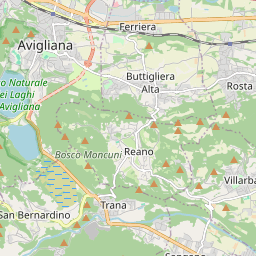 Ferriera
Avigliana
Buttigliera
Alta
Rosta
Naturale
ei Laghi
Avigliana
Bosco Moncuni
Reano
Villarba
Trana
San Bernardino